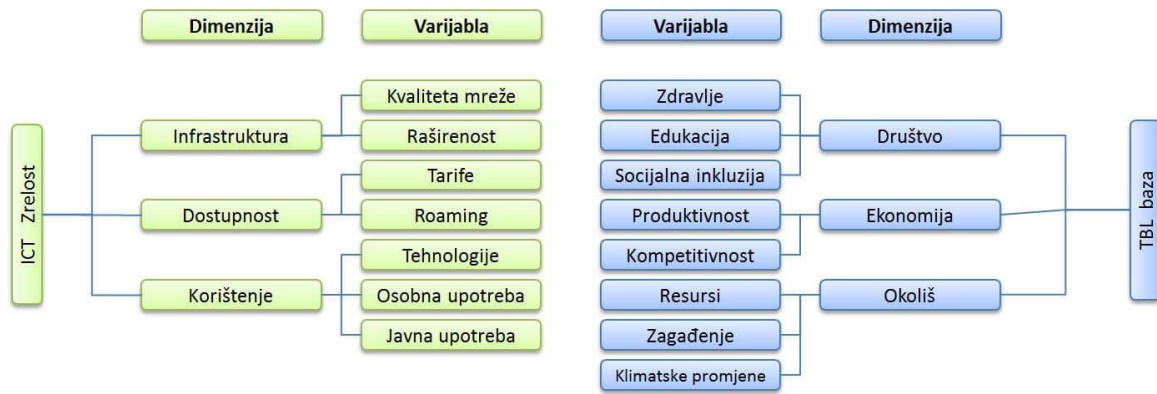 Dimenzija
Varijabla
Varijabla
Dimenzija
ICT Zrelost
Infrastruktura
Kvaliteta mreže
Raširenost
Dostupnost
Tarife
Roaming
Korištenje
Tehnologije
Osobna upotreba
Javna upotreba
Zdravlje
Edukacija
Socijalna inkluzija
Društvo
Produktivnost
Kompetitivnost
Ekonomija
Resursi
Zagađenje
Klimatske promjene
Okoliš
TBL baza